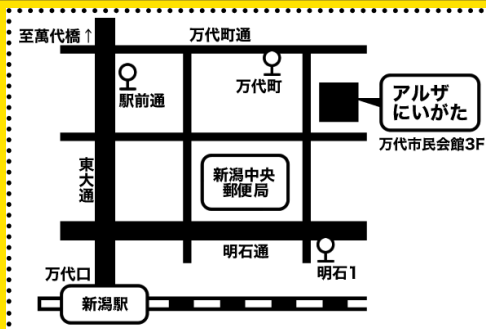 至萬代橋↑
万代町通
駅前通
万代町
アルザ
にいがた
万代市民会館3F
東大通
新潟中央
郵便局
明石通
明石1
万代口
新潟駅